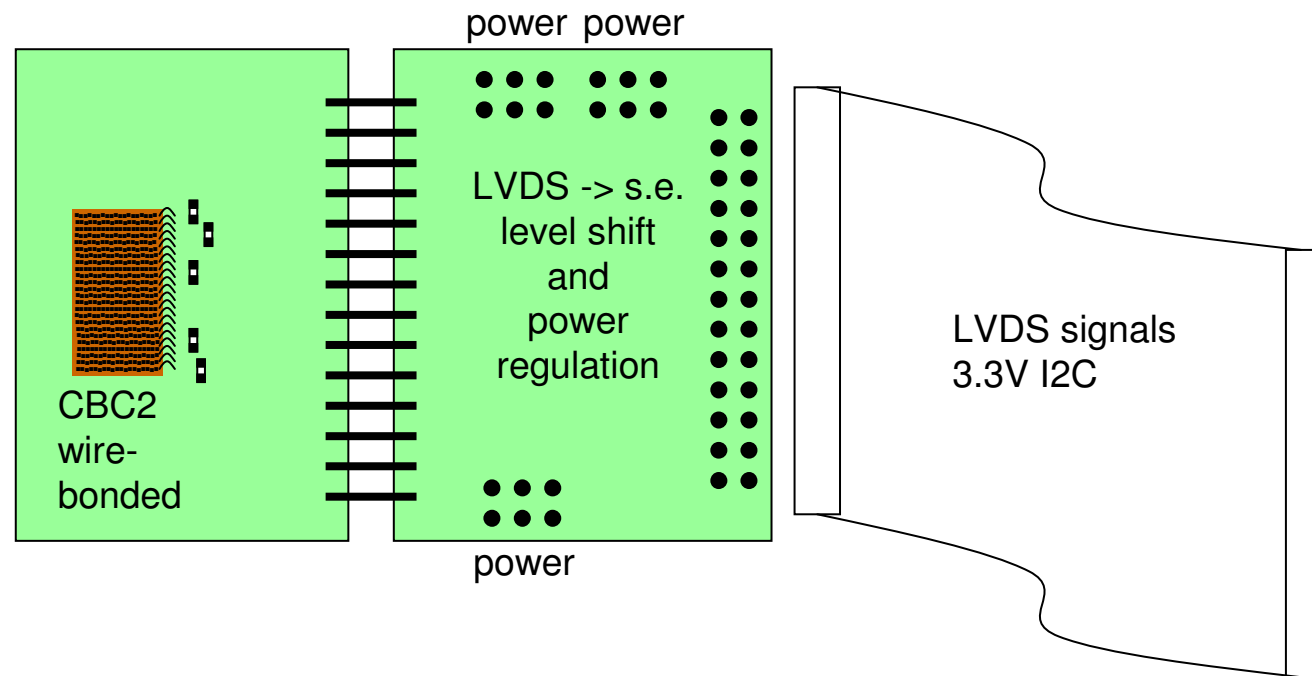 power power
LVDS -> s.e.
level shift
and
power
regulation
LVDS signals
3.3V I2C
CBC2
wire-
bonded
power